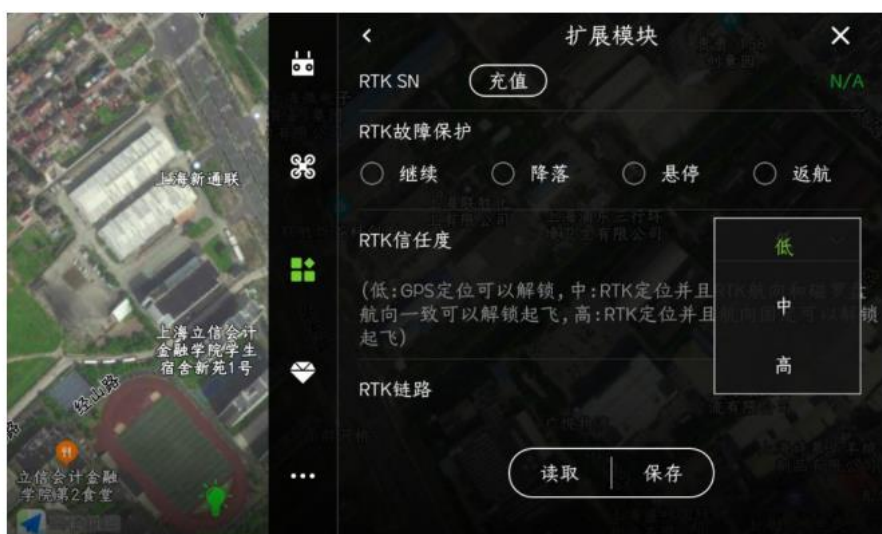 扩展模块
RTK SN
充值
N/A
RTK故障保护
继续
降落
悬停
返航
RTK信任度
低
中
高
(低:GPS定位可以解锁,中:RTK定位并且
航向一致可以解锁起飞,高:RTK定位并且
锁
起飞)
RTK链路
读取
保存
上海新通联
上海立信会计
金融学院学生
宿舍新苑1号
经山路
路
立信会计金融
学院第2食堂